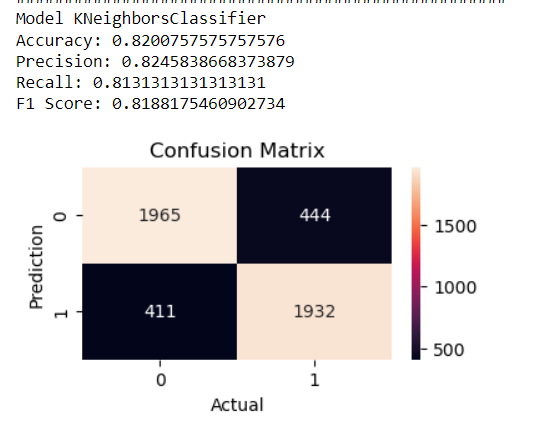 Model KNeighborsClassifier
Accuracy: 0.8200757575757576
Precision: 0.8245838668373879
Recall: 0.8131313131313131
F1 Score: 0.8188175460902734
Confusion Matrix
Prediction
0
1965
444
1
411
1932
0
1
Actual
1500
1000
500